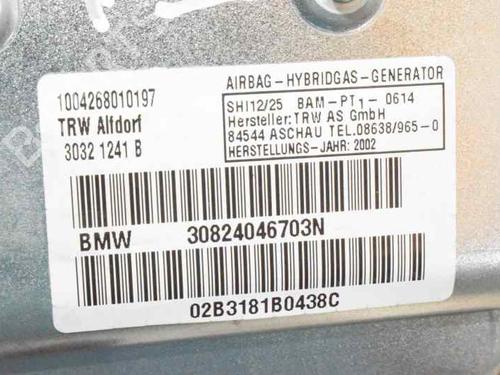 1004268010197
TRW Alfdorf
3032 1241 B
AIRBAG-HYBRIDGAS-GENERATOR
SHI12/25 BAM-PT1- 0614
Hersteller: TRW AS GmbH
84544 ASCHAU TEL.08638/965-0
HERSTELLUNGS-JAHR: 2002
BMW 30824046703N
02B3181B0438C